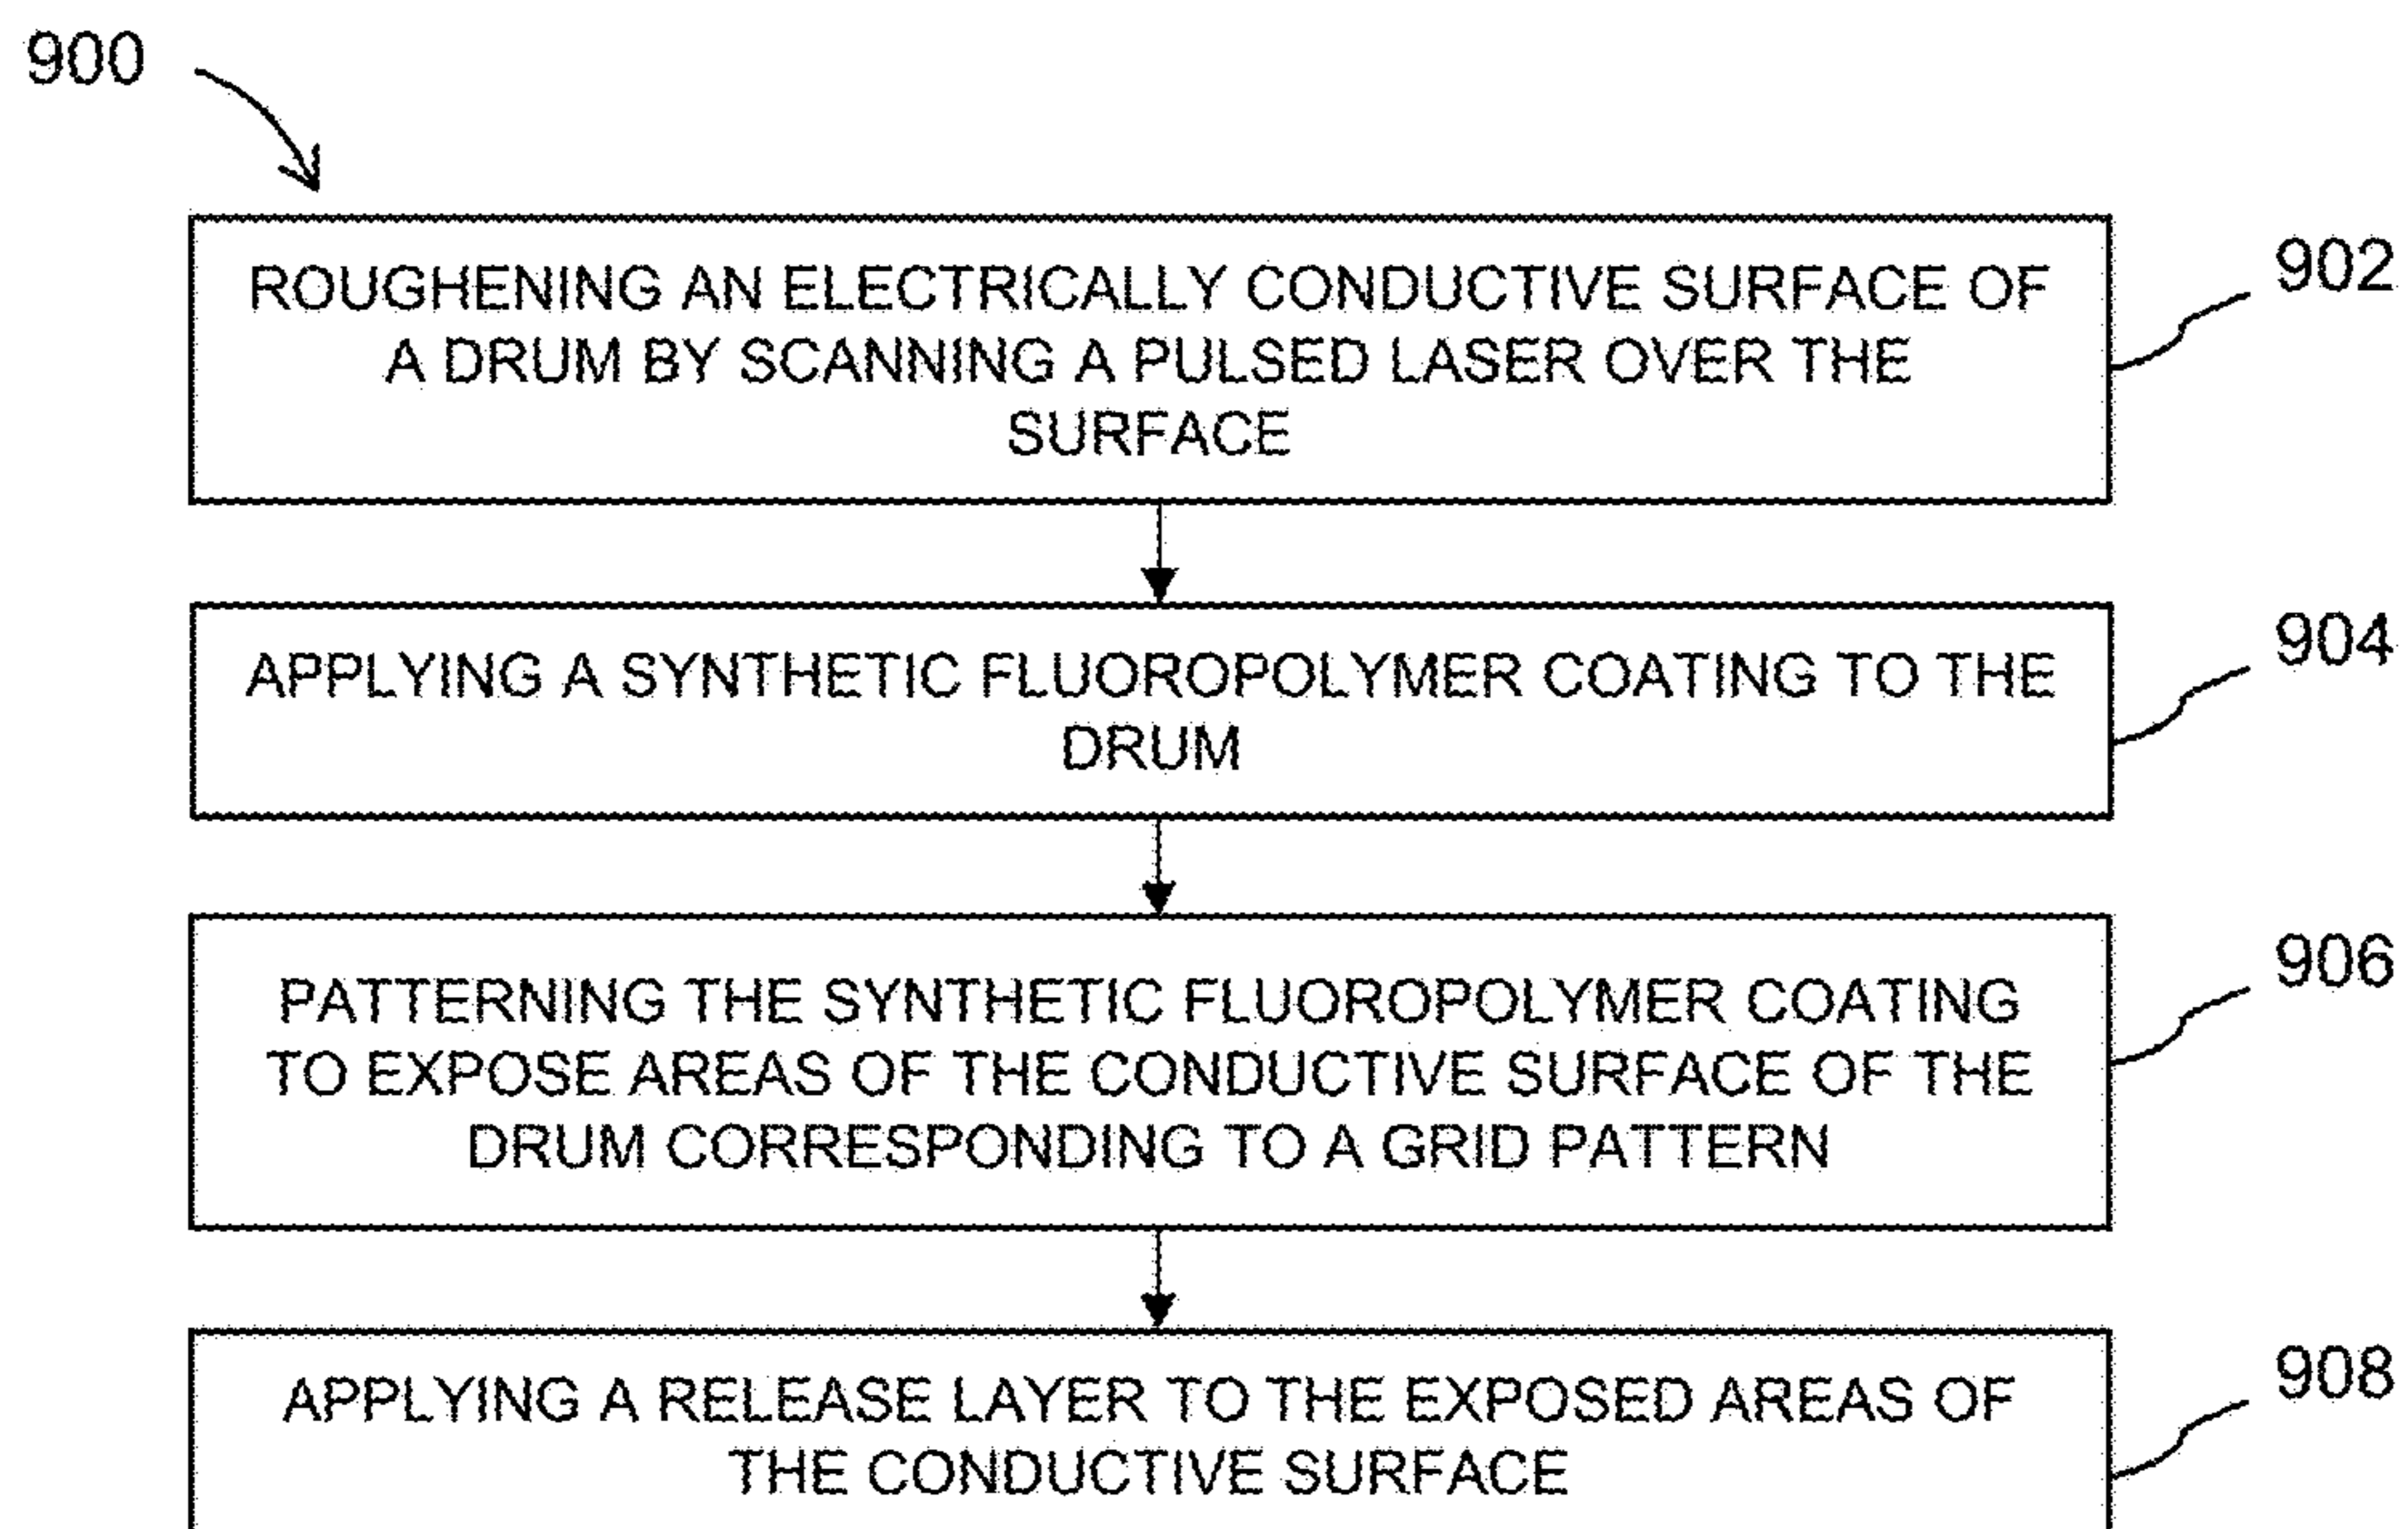 900
ROUGHENING AN ELECTRICALLY CONDUCTIVE SURFACE OF
A DRUM BY SCANNING A PULSED LASER OVER THE
SURFACE
902
APPLYING A SYNTHETIC FLUOROPOLYMER COATING TO THE
DRUM
904
PATTERNING THE SYNTHETIC FLUOROPOLYMER COATING
TO EXPOSE AREAS OF THE CONDUCTIVE SURFACE OF THE
DRUM CORRESPONDING TO A GRID PATTERN
906
APPLYING A RELEASE LAYER TO THE EXPOSED AREAS OF
THE CONDUCTIVE SURFACE
908